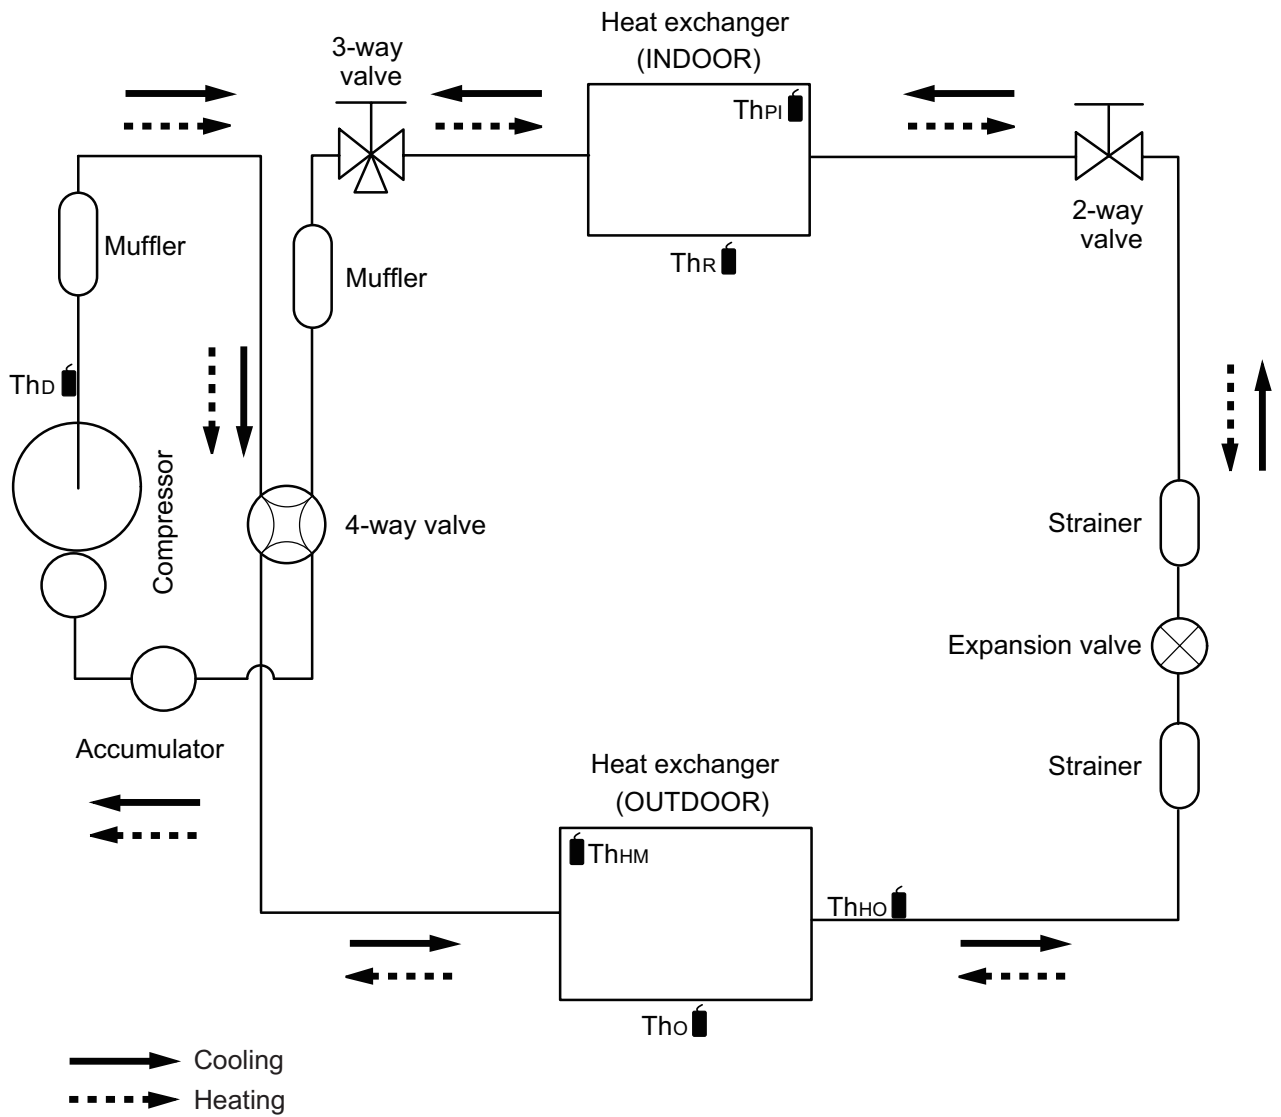 Heat exchanger
(INDOOR)
3-way
valve
ThPI
2-way
valve
Muffler
ThR
Muffler
ThD
Compressor
4-way valve
Strainer
Expansion valve
Accumulator
Strainer
Heat exchanger
(OUTDOOR)
ThHM
ThHO
ThO
Cooling
Heating